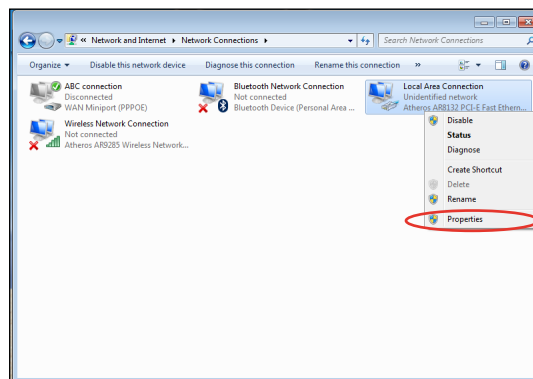 « Network and Internet ▸ Network Connections ▸
Search Network Connections
Organize ▾ Disable this network device Diagnose this connection Rename this connection »
ABC connection
Disconnected
WAN Miniport (PPPOE)
Bluetooth Network Connection
Not connected
Bluetooth Device (Personal Area ...
Local Area Connection
Unidentified network
Atheros AR8132 PCI-E Fast Ethern...
Wireless Network Connection
Not connected
Atheros AR9285 Wireless Network...
Disable
Status
Diagnose
Create Shortcut
Delete
Rename
Properties